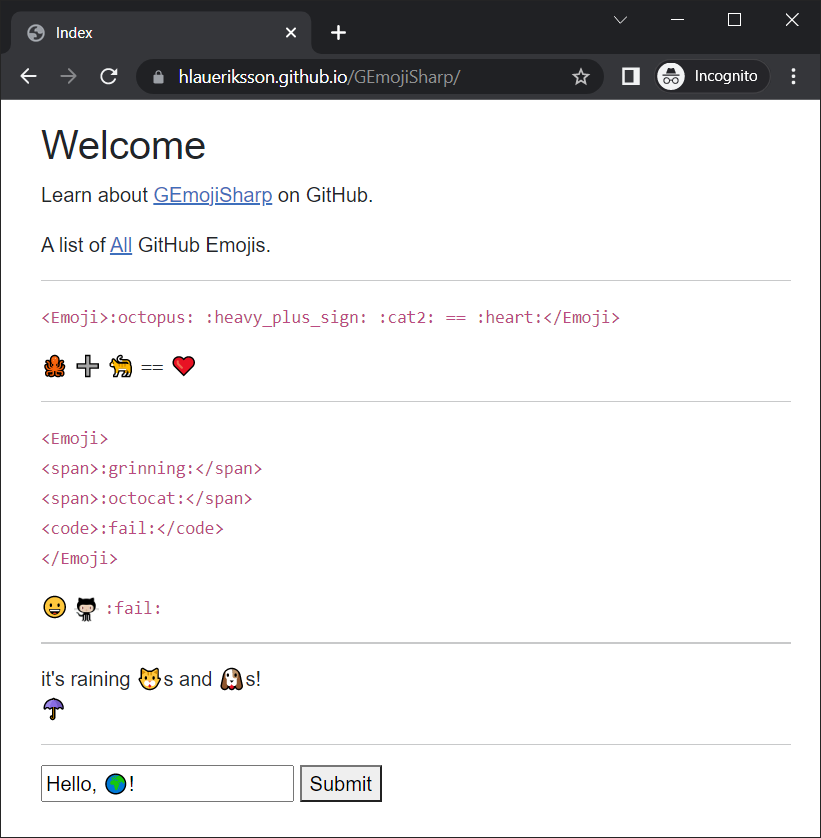 Index
hlaueriksson.github.io/GEmojiSharp/
Incognito
Welcome
Learn about GEmojiSharp on GitHub.
A list of All GitHub Emojis.
<Emoji>:octopus: :heavy_plus_sign: :cat2: == :heart:</Emoji>
🐙 ➕ 🐈 == ❤️
<Emoji>
<span>:grinning:</span>
<span>:octocat:</span>
<code>:fail:</code>
</Emoji>
😀 :fail:
it's raining 🐱s and 🐶s!
☂️
Hello, 🌍! Submit